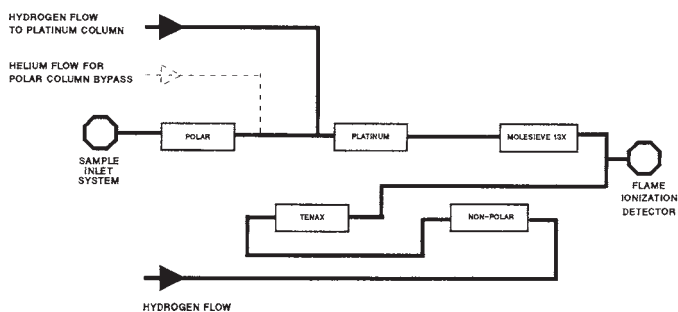 HYDROGEN FLOW
TO PLATINUM COLUMN
HELIUM FLOW FOR
POLAR COLUMN BYPASS
POLAR
PLATINUM
MOLESIEVE 13X
SAMPLE
INLET
SYSTEM
FLAME
IONIZATION
DETECTOR
TENAX
NON-POLAR
HYDROGEN FLOW